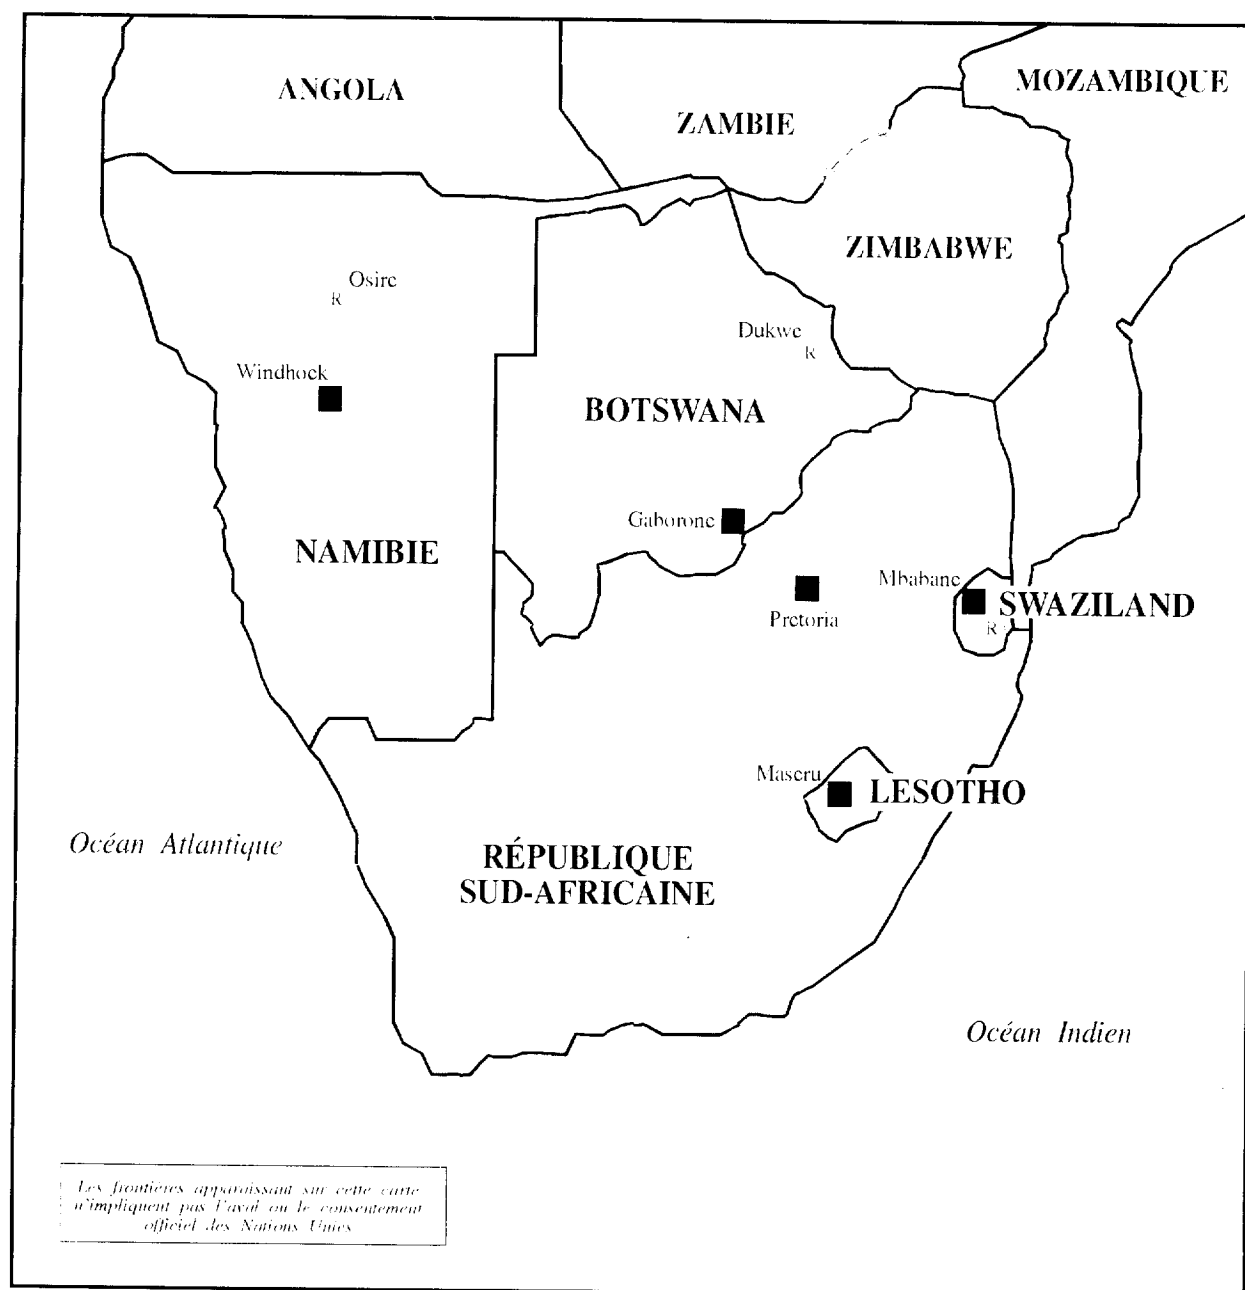 ANGOLA
MOZAMBIQUE
ZAMBIE
ZIMBABWE
Osire
R
Dukwe
R
Windhoek
BOTSWANA
Gaborone
NAMIBIE
Mbabane
Pretoria
SWAZILAND
R
Maseru
LESOTHO
Océan Atlantique
RÉPUBLIQUE
SUD-AFRICAINE
Océan Indien
Les frontières apparaissant sur cette carte
n'impliquent pas l'aval ou le consentement
officiel des Nations Unies